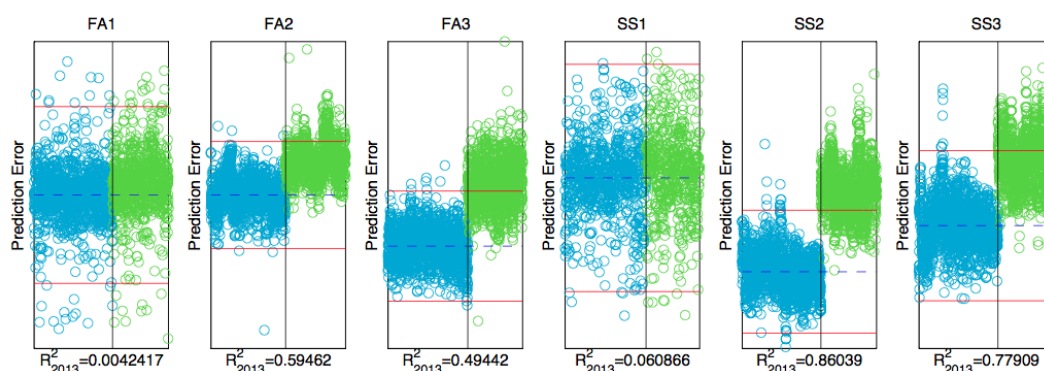 FA1 FA2 FA3 SS1 SS2 SS3
Prediction Error Prediction Error Prediction Error Prediction Error Prediction Error Prediction Error
R²₂₀₁₃=0.0042417 R²₂₀₁₃=0.59462 R²₂₀₁₃=0.49442 R²₂₀₁₃=0.060866 R²₂₀₁₃=0.86039 R²₂₀₁₃=0.77909